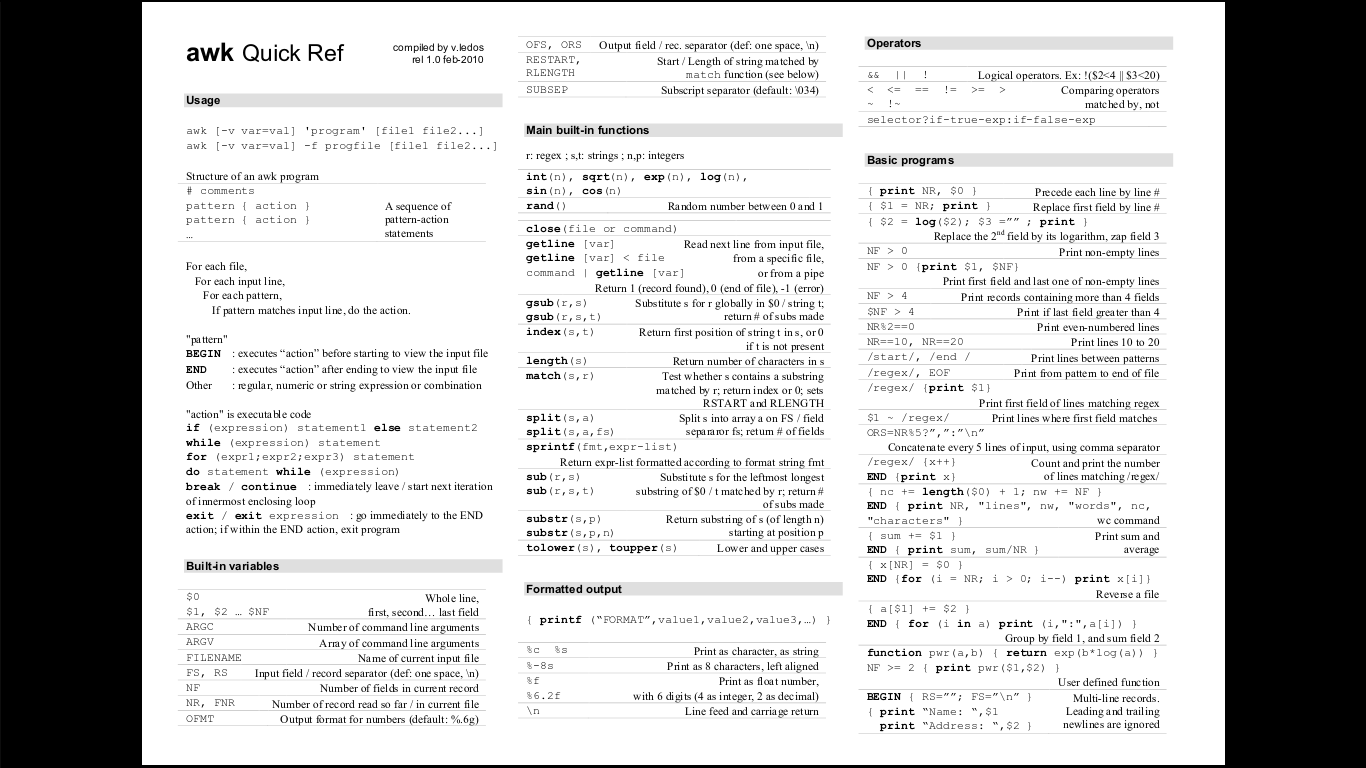 awk Quick Ref
compiled by v.ledos
rel 1.0 feb-2010
Usage
awk [-v var=val] 'program' [file1 file2...]
awk [-v var=val] -f progfile [file1 file2...]
Structure of an awk program
# comments
pattern { action } A sequence of
pattern { action } pattern-action
… statements
For each file,
For each input line,
For each pattern,
If pattern matches input line, do the action.
"pattern"
BEGIN : executes “action” before starting to view the input file
END : executes “action” after ending to view the input file
Other : regular, numeric or string expression or combination
"action" is executable code
if (expression) statement1 else statement2
while (expression) statement
for (expr1;expr2;expr3) statement
do statement while (expression)
break / continue : immediately leave / start next iteration
of innermost enclosing loop
exit / exit expression : go immediately to the END
action; if within the END action, exit program
Built-in variables
$0 Whole line,
$1, $2 … $NF first, second… last field
ARGC Number of command line arguments
ARGV Array of command line arguments
FILENAME Name of current input file
FS, RS Input field / record separator (def: one space, \n)
NF Number of fields in current record
NR, FNR Number of record read so far / in current file
OFMT Output format for numbers (default: %.6g)
OFS, ORS Output field / rec. separator (def: one space, \n)
RESTART, Start / Length of string matched by
RLENGTH match function (see below)
SUBSEP Subscript separator (default: \034)
Main built-in functions
r: regex ; s,t: strings ; n,p: integers
int(n), sqrt(n), exp(n), log(n),
sin(n), cos(n)
rand() Random number between 0 and 1
close(file or command)
getline [var] Read next line from input file,
getline [var] < file from a specific file,
command | getline [var] or from a pipe
Return 1 (record found), 0 (end of file), -1 (error)
gsub(r,s) Substitute s for r globally in $0 / string t;
gsub(r,s,t) return # of subs made
index(s,t) Return first position of string t in s, or 0
if t is not present
length(s) Return number of characters in s
match(s,r) Test whether s contains a substring
matched by r; return index or 0; sets
RSTART and RLENGTH
split(s,a) Split s into array a on FS / field
split(s,a,fs) separaror fs; return # of fields
sprintf(fmt,expr-list)
Return expr-list formatted according to format string fmt
sub(r,s) Substitute s for the leftmost longest
sub(r,s,t) substring of $0 / t matched by r; return #
of subs made
substr(s,p) Return substring of s (of length n)
substr(s,p,n) starting at position p
tolower(s), toupper(s) Lower and upper cases
Formatted output
{ printf (“FORMAT”,value1,value2,value3,…) }
%c %s Print as character, as string
%-8s Print as 8 characters, left aligned
%f Print as float number,
%6.2f with 6 digits (4 as integer, 2 as decimal)
\n Line feed and carriage return
Operators
&& || ! Logical operators. Ex: !($2<4 || $3<20)
< <= == != >= > Comparing operators
~ !~ matched by, not
selector?if-true-exp:if-false-exp
Basic programs
{ print NR, $0 } Precede each line by line #
{ $1 = NR; print } Replace first field by line #
{ $2 = log($2); $3 =”” ; print }
Replace the 2nd field by its logarithm, zap field 3
NF > 0 Print non-empty lines
NF > 0 {print $1, $NF}
Print first field and last one of non-empty lines
NF > 4 Print records containing more than 4 fields
$NF > 4 Print if last field greater than 4
NR%2==0 Print even-numbered lines
NR==10, NR==20 Print lines 10 to 20
/start/, /end / Print lines between patterns
/regex/, EOF Print from pattern to end of file
/regex/ {print $1}
Print first field of lines matching regex
$1 ~ /regex/ Print lines where first field matches
ORS=NR%5?”,”:”\n”
Concatenate every 5 lines of input, using comma separator
/regex/ {x++} Count and print the number
END {print x} of lines matching /regex/
{ nc += length($0) + 1; nw += NF }
END { print NR, "lines", nw, "words", nc,
"characters" } wc command
{ sum += $1 } Print sum and
END { print sum, sum/NR } average
{ x[NR] = $0 }
END {for (i = NR; i > 0; i--) print x[i]}
Reverse a file
{ a[$1] += $2 }
END { for (i in a) print (i,":",a[i]) }
Group by field 1, and sum field 2
function pwr(a,b) { return exp(b*log(a)) }
NF >= 2 { print pwr($1,$2) }
User defined function
BEGIN { RS=””; FS=”\n” } Multi-line records.
{ print “Name: “,$1 Leading and trailing
print “Address: “,$2 } newlines are ignored